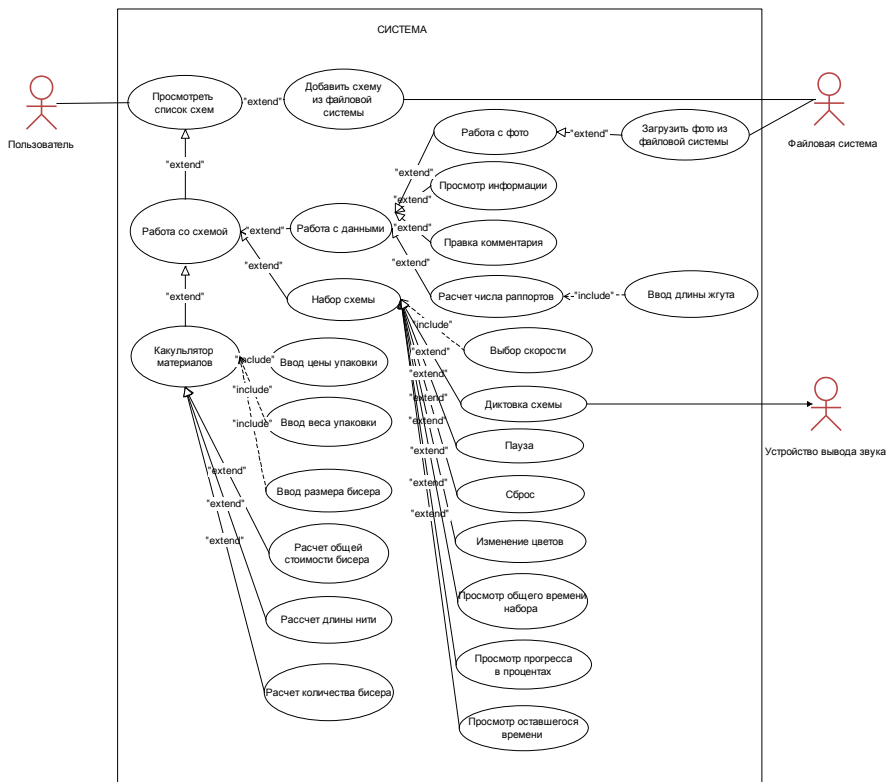 СИСТЕМА
Пользователь
Просмотреть
список схем
"extend"
Добавить схему
из файловой
системы
Файловая система
Работа с фото
"extend"
Загрузить фото из
файловой системы
"extend"
"extend"
Просмотр информации
"extend"
"extend"
Правка комментария
"extend"
Работа со схемой
"extend"
Работа с данными
"extend"
Расчет числа раппортов
"include"
Ввод длины жгута
"extend"
Набор схемы
"extend"
Какульятор
материалов
"include"
Ввод цены упаковки
"include"
Ввод веса упаковки
"include"
Ввод размера бисера
"extend"
Расчет общей
стоимости бисера
"extend"
Рассчет длины нити
"extend"
Расчет количества бисера
"include"
Выбор скорости
"extend"
Диктовка схемы
"extend"
Пауза
"extend"
Сброс
"extend"
Изменение цветов
"extend"
Просмотр общего времени
набора
"extend"
Просмотр прогресса
в процентах
"extend"
Просмотр оставшегося
времени
Устройство вывода звука